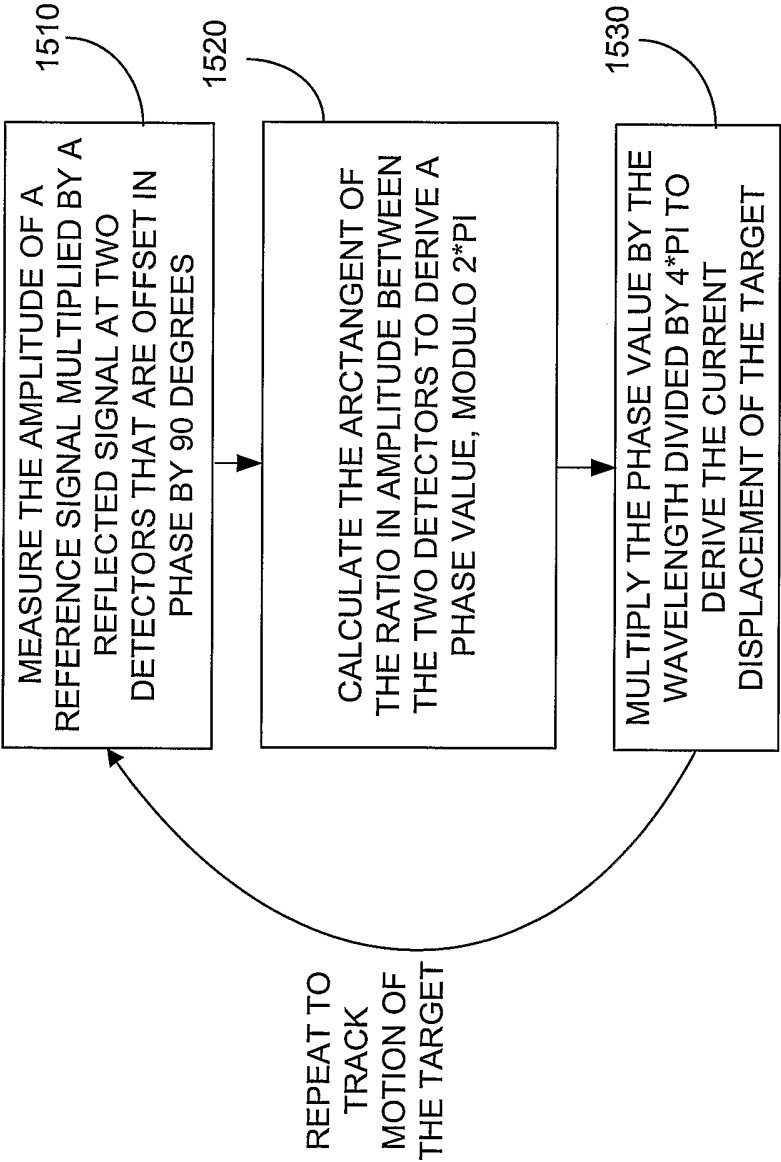 1510
MEASURE THE AMPLITUDE OF A
REFERENCE SIGNAL MULTIPLIED BY A
REFLECTED SIGNAL AT TWO
DETECTORS THAT ARE OFFSET IN
PHASE BY 90 DEGREES
1520
CALCULATE THE ARCTANGENT OF
THE RATIO IN AMPLITUDE BETWEEN
THE TWO DETECTORS TO DERIVE A
PHASE VALUE, MODULO 2*PI
1530
MULTIPLY THE PHASE VALUE BY THE
WAVELENGTH DIVIDED BY 4*PI TO
DERIVE THE CURRENT
DISPLACEMENT OF THE TARGET
REPEAT TO
TRACK
MOTION OF
THE TARGET